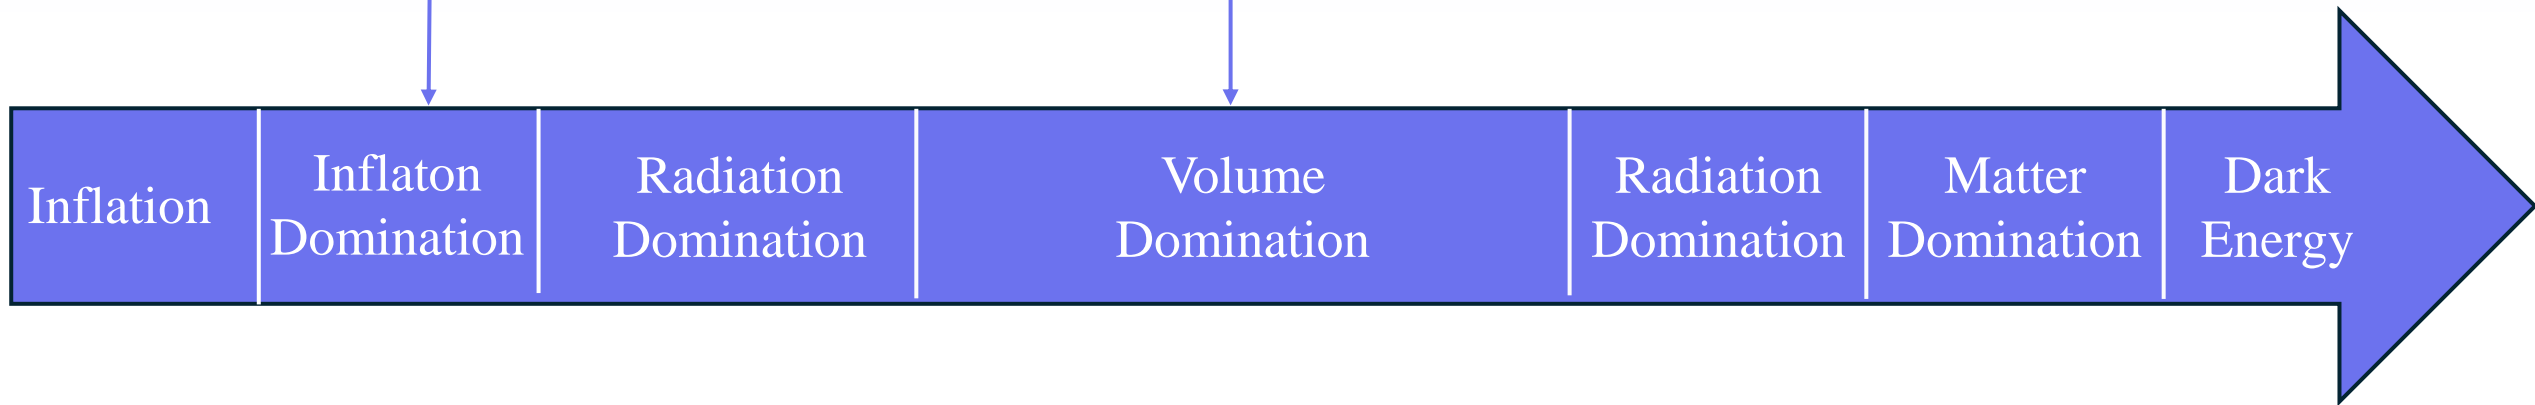 Inflation
Inflaton
Domination
Radiation
Domination
Volume
Domination
Radiation
Domination
Matter
Domination
Dark
Energy